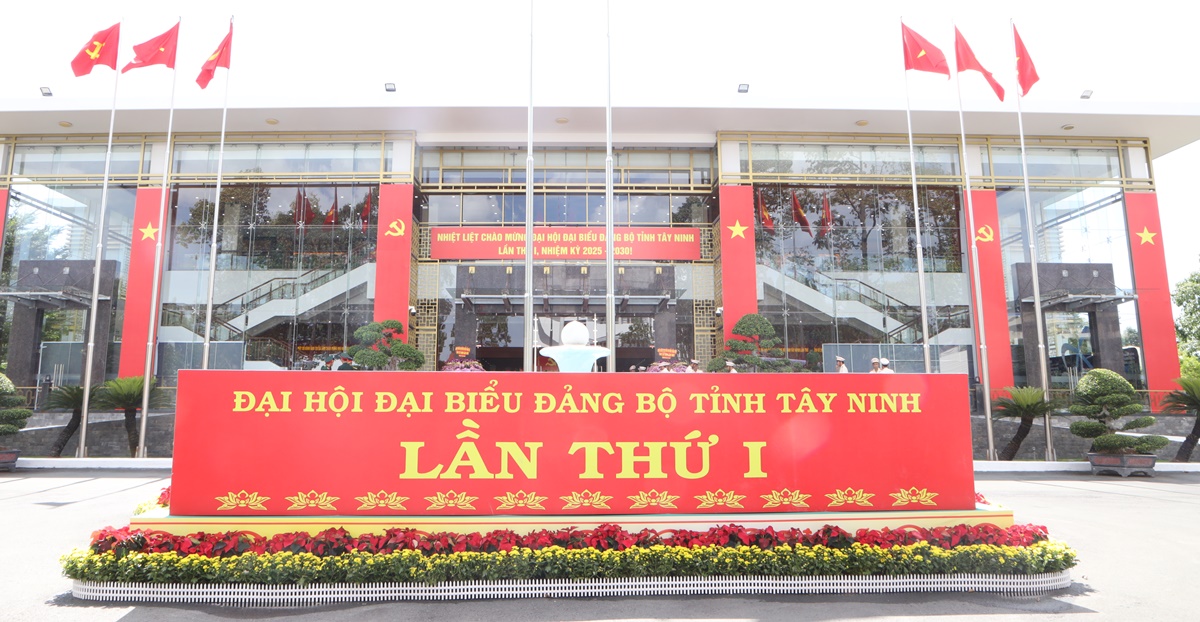 NHIỆT LIỆT CHÀO MỪNG ĐẠI HỘI ĐẠI BIỂU ĐẢNG BỘ TỈNH TÂY NINH
LẦN THỨ I, NHIỆM KỲ 2025 - 2030!
ĐẠI HỘI ĐẠI BIỂU ĐẢNG BỘ TỈNH TÂY NINH
LẦN THỨ I